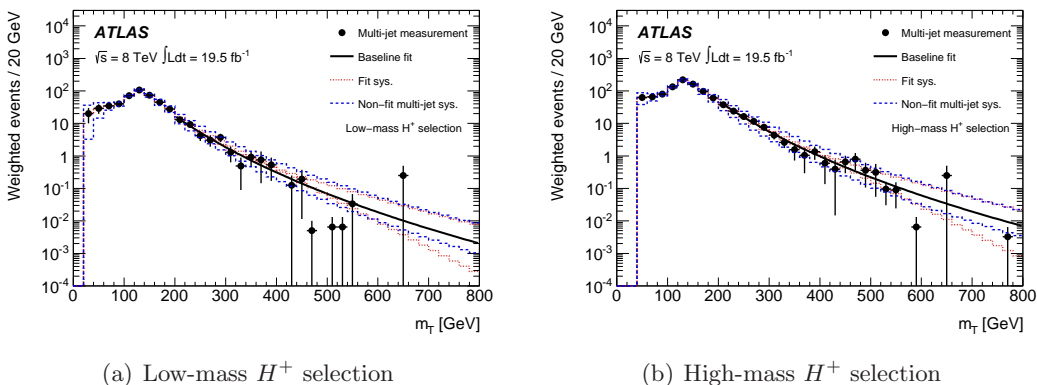 Weighted events / 20 GeV
10⁴
10³
10²
10
1
10⁻¹
10⁻²
10⁻³
10⁻⁴
ATLAS
√s = 8 TeV ∫Ldt = 19.5 fb⁻¹
Multi-jet measurement
Baseline fit
Fit sys.
Non−fit multi-jet sys.
Low-mass H⁺ selection
0 100 200 300 400 500 600 700 800
m_T [GeV]
(a) Low-mass H⁺ selection
Weighted events / 20 GeV
10⁴
10³
10²
10
1
10⁻¹
10⁻²
10⁻³
10⁻⁴
ATLAS
√s = 8 TeV ∫Ldt = 19.5 fb⁻¹
Multi-jet measurement
Baseline fit
Fit sys.
Non−fit multi-jet sys.
High-mass H⁺ selection
0 100 200 300 400 500 600 700 800
m_T [GeV]
(b) High-mass H⁺ selection